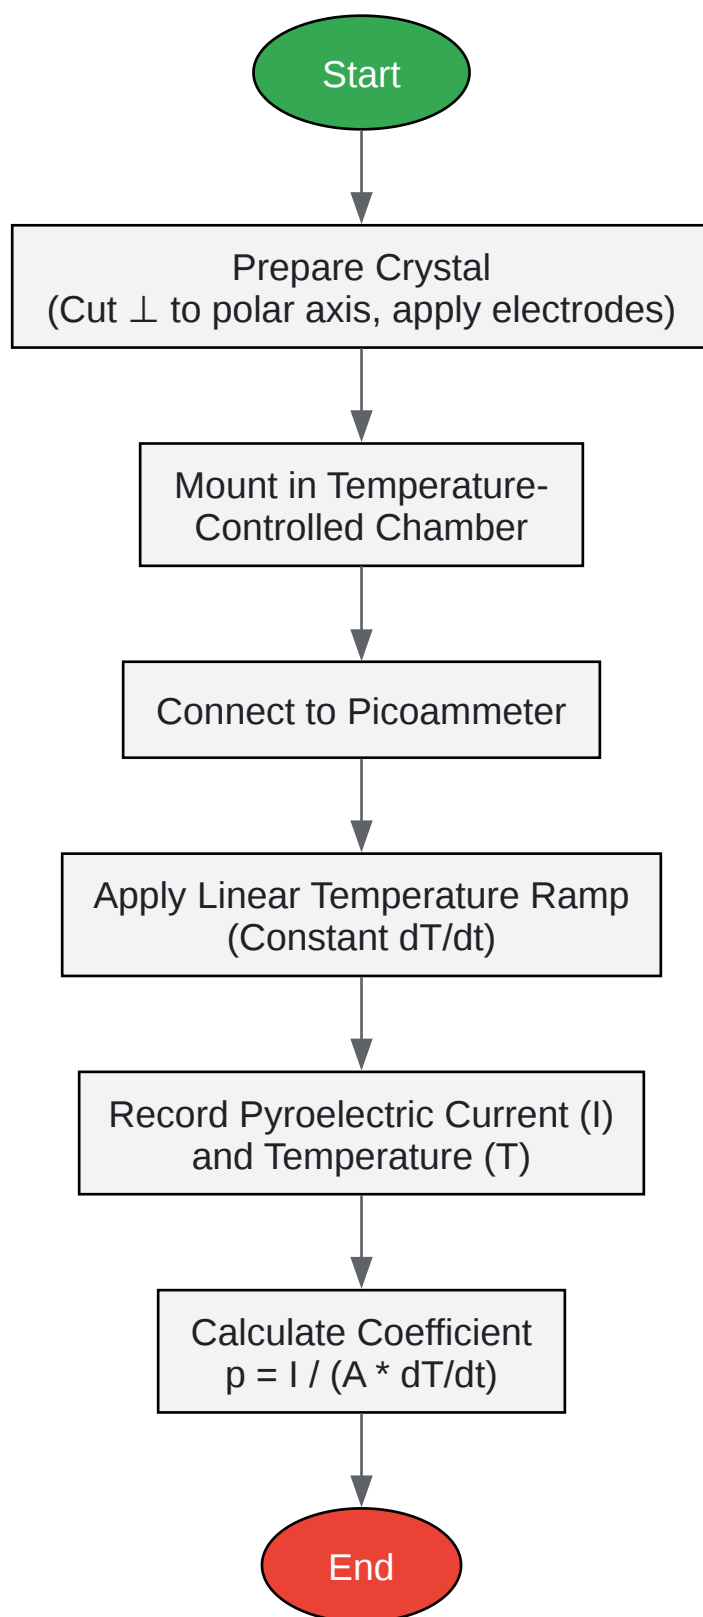 Start
Prepare Crystal
(Cut ⊥ to polar axis, apply electrodes)
Mount in Temperature-
Controlled Chamber
Connect to Picoammeter
Apply Linear Temperature Ramp
(Constant dT/dt)
Record Pyroelectric Current (I)
and Temperature (T)
Calculate Coefficient
p = I / (A * dT/dt)
End